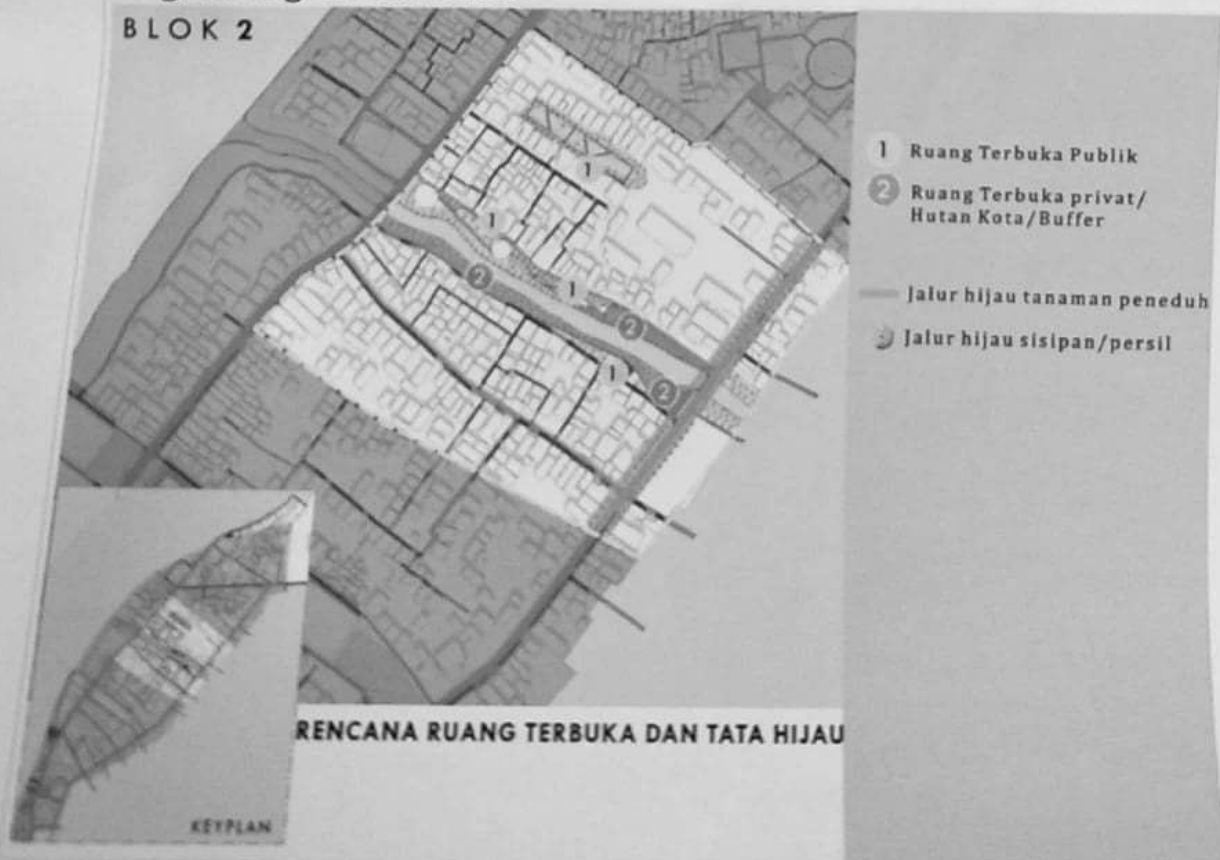 BLOK 2
1 Ruang Terbuka Publik
2 Ruang Terbuka privat/
Hutan Kota/Buffer
Jalur hijau tanaman peneduh
Jalur hijau sisipan/persil
1
1
1
2
2
1
2
RENCANA RUANG TERBUKA DAN TATA HIJAU
KEYPLAN